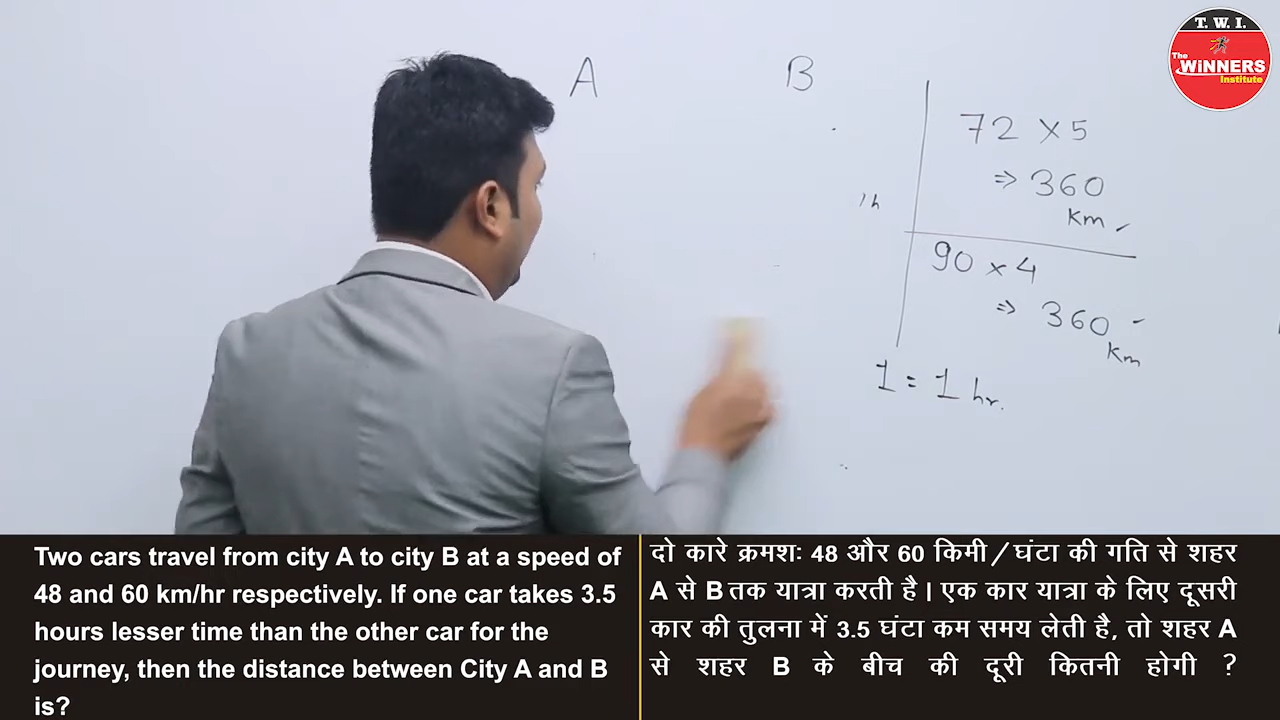 T. W. I.
The
WiNNERS
Institute
A B
72 × 5
⇒ 360
Km
1 h
90 × 4
⇒ 360
Km
1 = 1 hr.
Two cars travel from city A to city B at a speed of
48 and 60 km/hr respectively. If one car takes 3.5
hours lesser time than the other car for the
journey, then the distance between City A and B
is?
दो कारे क्रमशः 48 और 60 किमी/घंटा की गति से शहर
A से B तक यात्रा करती है। एक कार यात्रा के लिए दूसरी
कार की तुलना में 3.5 घंटा कम समय लेती है, तो शहर A
से शहर B के बीच की दूरी कितनी होगी ?